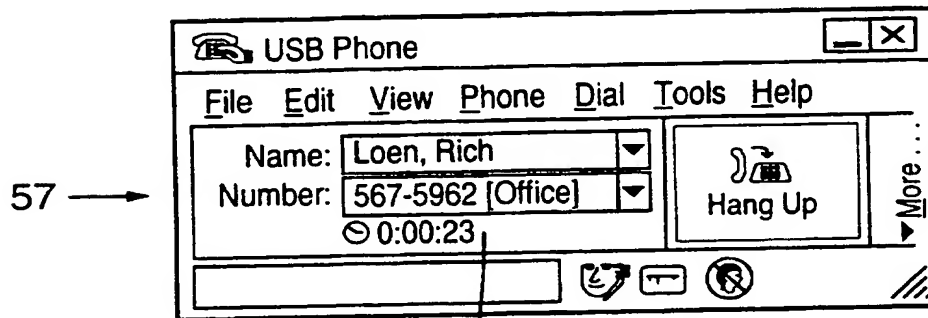 USB Phone
File Edit View Phone Dial Tools Help
Name: Loen, Rich
Number: 567-5962 [Office]
0:00:23
Hang Up
More...
57